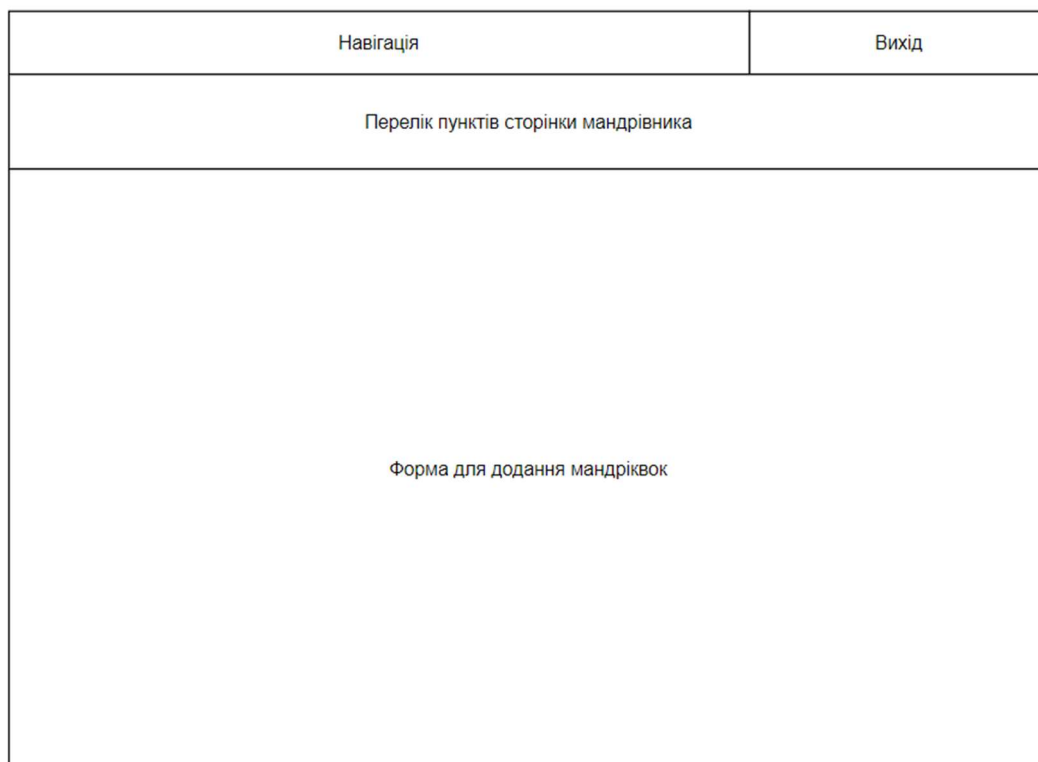 Навігація
Вихід
Перелік пунктів сторінки мандрівника
Форма для додання мандріквок